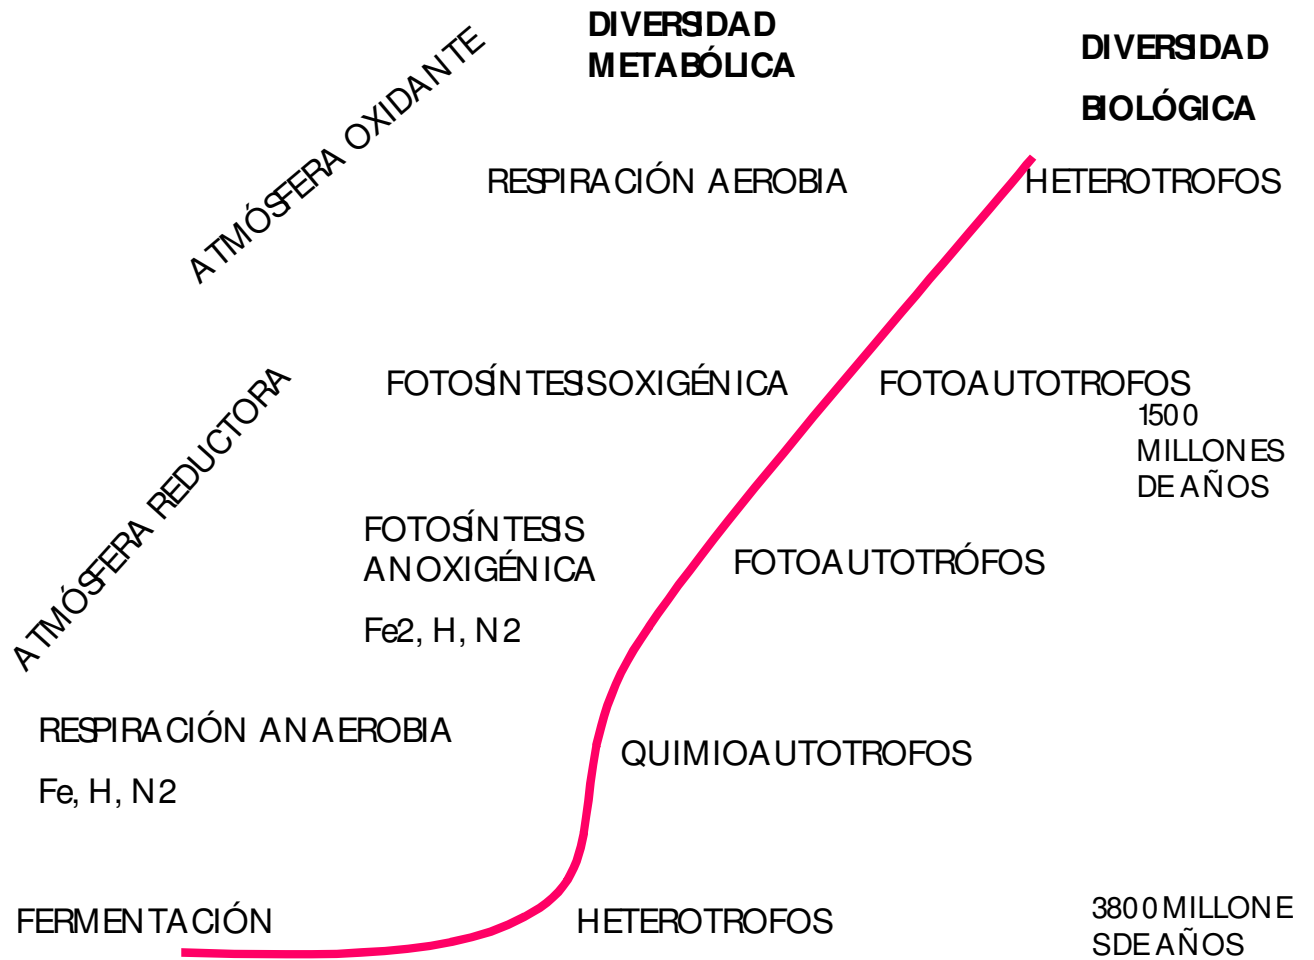 DIVERSIDAD
METABÓLICA
DIVERSIDAD
BIOLÓGICA
ATMÓSFERA OXIDANTE
RESPIRACIÓN AEROBIA
HETEROTROFOS
ATMÓSFERA REDUCTORA
FOTOSÍNTESIS OXIGÉNICA
FOTOAUTOTROFOS
1500
MILLONES
DE AÑOS
FOTOSÍNTESIS
ANOXIGÉNICA
FOTOAUTOTRÓFOS
Fe2, H, N2
RESPIRACIÓN ANAEROBIA
QUIMIOAUTOTROFOS
Fe, H, N2
FERMENTACIÓN
HETEROTROFOS
3800 MILLONE
S DE AÑOS